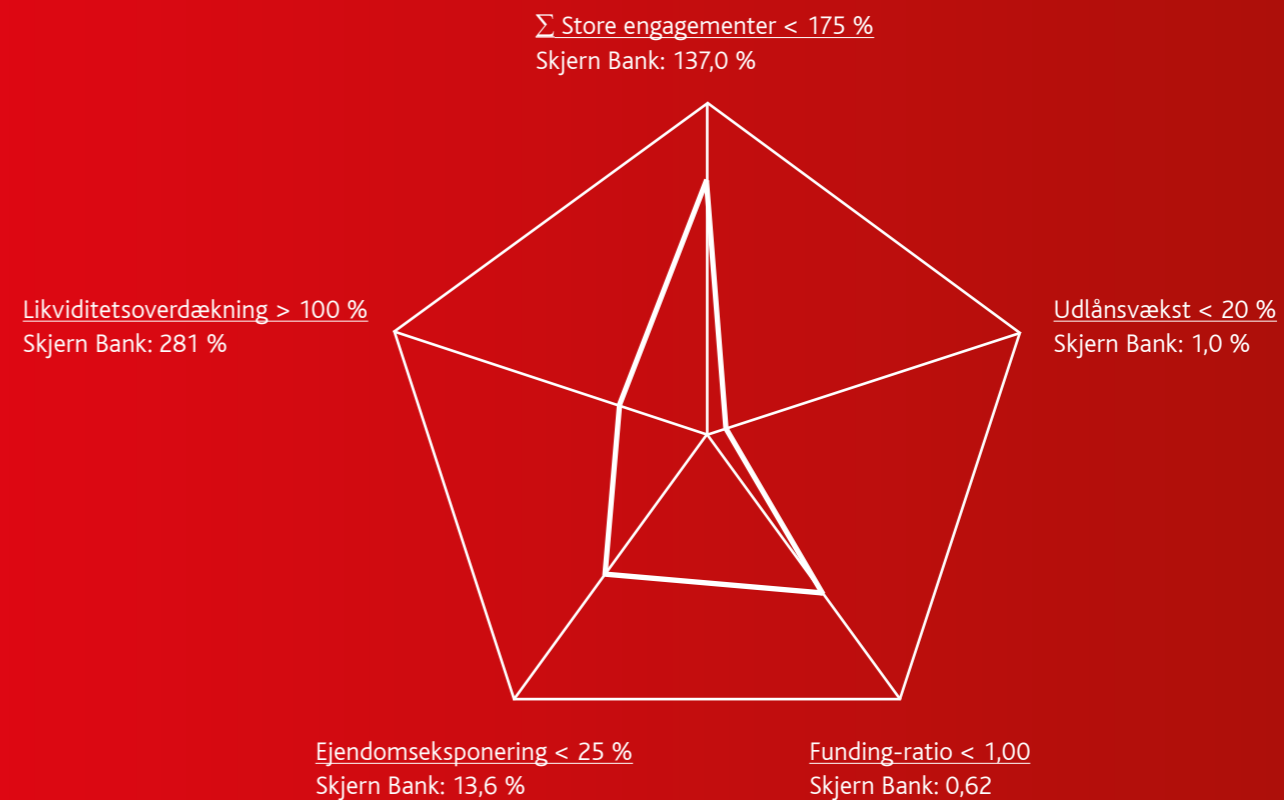 ∑ Store engagementer < 175 %
Skjern Bank: 137,0 %
Likviditetsoverdækning > 100 %
Skjern Bank: 281 %
Udlånsvækst < 20 %
Skjern Bank: 1,0 %
Ejendomseksponering < 25 %
Skjern Bank: 13,6 %
Funding-ratio < 1,00
Skjern Bank: 0,62